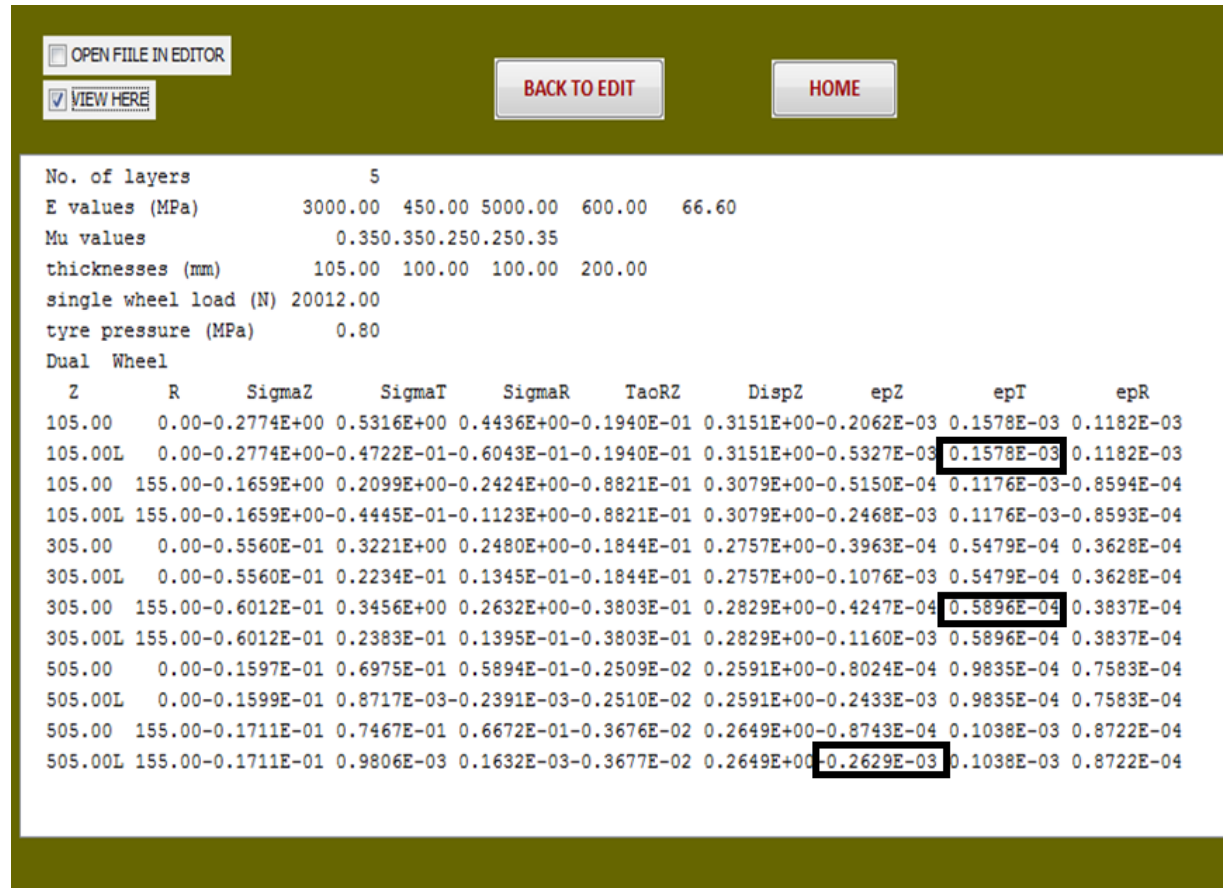 OPEN FIILE IN EDITOR
VIEW HERE
BACK TO EDIT
HOME
No. of layers 5
E values (MPa) 3000.00 450.00 5000.00 600.00 66.60
Mu values 0.350.350.250.250.35
thicknesses (mm) 105.00 100.00 100.00 200.00
single wheel load (N) 20012.00
tyre pressure (MPa) 0.80
Dual Wheel
Z R SigmaZ SigmaT SigmaR TaoRZ DispZ epZ epT epR
105.00 0.00-0.2774E+00 0.5316E+00 0.4436E+00-0.1940E-01 0.3151E+00-0.2062E-03 0.1578E-03 0.1182E-03
105.00L 0.00-0.2774E+00-0.4722E-01-0.6043E-01-0.1940E-01 0.3151E+00-0.5327E-03 0.1578E-03 0.1182E-03
105.00 155.00-0.1659E+00 0.2099E+00-0.2424E+00-0.8821E-01 0.3079E+00-0.5150E-04 0.1176E-03-0.8594E-04
105.00L 155.00-0.1659E+00-0.4445E-01-0.1123E+00-0.8821E-01 0.3079E+00-0.2468E-03 0.1176E-03-0.8593E-04
305.00 0.00-0.5560E-01 0.3221E+00 0.2480E+00-0.1844E-01 0.2757E+00-0.3963E-04 0.5479E-04 0.3628E-04
305.00L 0.00-0.5560E-01 0.2234E-01 0.1345E-01-0.1844E-01 0.2757E+00-0.1076E-03 0.5479E-04 0.3628E-04
305.00 155.00-0.6012E-01 0.3456E+00 0.2632E+00-0.3803E-01 0.2829E+00-0.4247E-04 0.5896E-04 0.3837E-04
305.00L 155.00-0.6012E-01 0.2383E-01 0.1395E-01-0.3803E-01 0.2829E+00-0.1160E-03 0.5896E-04 0.3837E-04
505.00 0.00-0.1597E-01 0.6975E-01 0.5894E-01-0.2509E-02 0.2591E+00-0.8024E-04 0.9835E-04 0.7583E-04
505.00L 0.00-0.1599E-01 0.8717E-03-0.2391E-03-0.2510E-02 0.2591E+00-0.2433E-03 0.9835E-04 0.7583E-04
505.00 155.00-0.1711E-01 0.7467E-01 0.6672E-01-0.3676E-02 0.2649E+00-0.8743E-04 0.1038E-03 0.8722E-04
505.00L 155.00-0.1711E-01 0.9806E-03 0.1632E-03-0.3677E-02 0.2649E+00-0.2629E-03 0.1038E-03 0.8722E-04